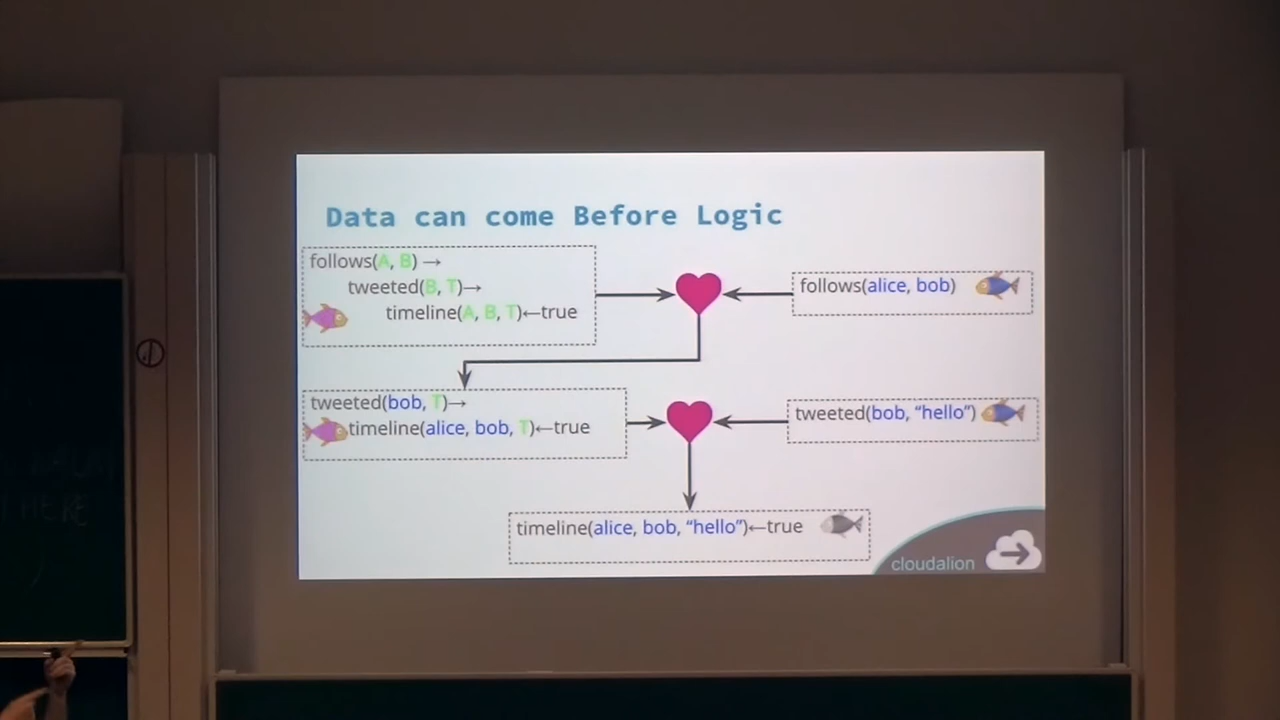 Data can come Before Logic
follows(A, B) →
tweeted(B, T)→
timeline(A, B, T)←true
follows(alice, bob)
tweeted(bob, T)→
timeline(alice, bob, T)←true
tweeted(bob, “hello”)
timeline(alice, bob, “hello”)←true
cloudalion
HERE